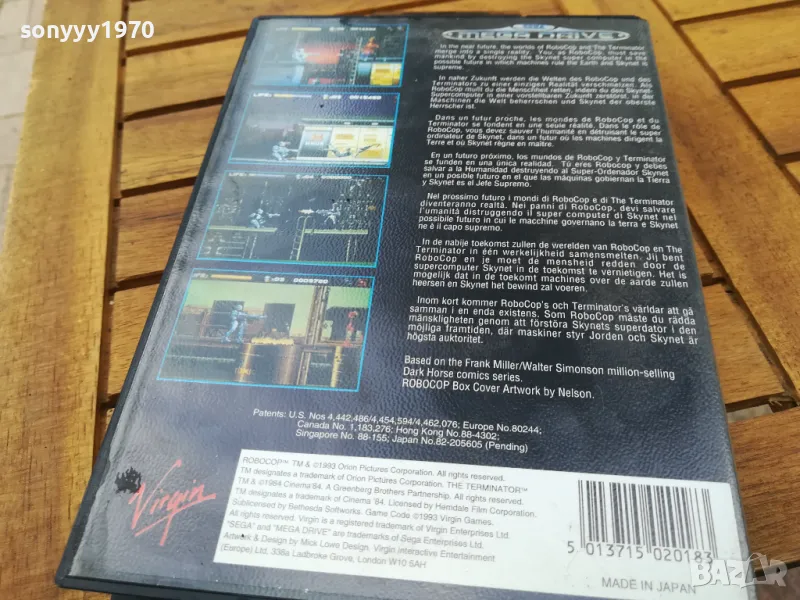 sonyyy1970
SEGA
MEGA DRIVE
In the near future, the worlds of RoboCop and The Terminator
merge into a single reality. You, as RoboCop, must save
mankind by destroying the Skynet super computer in the
possible future in which machines rule the Earth and Skynet is
supreme.
In naher Zukunft werden die Welten des RoboCop und des
Terminators zu einer einzigen Realität verschmelzen. Als
RoboCop mußt du die Menschheit retten, indem du den Skynet-
Supercomputer in einer vorstellbaren Zukunft zerstörst, in der
Maschinen die Welt beherrschen und Skynet der oberste
Herrscher ist.
Dans un futur proche, les mondes de RoboCop et du
Terminator se fondent en une seule réalité. Dans le rôle de
RoboCop, vous devez sauver l'humanité en détruisant le super
ordinateur de Skynet, dans un futur où les machines dirigent la
Terre et où Skynet règne en maître.
En un futuro próximo, los mundos de RoboCop y Terminator
se funden en una única realidad. Tú eres Robocop y debes
salvar a la Humanidad destruyendo al Super-Ordenador Skynet
en un posible futuro en el que las máquinas gobiernan la Tierra
y Skynet es el Jefe Supremo.
Nel prossimo futuro i mondi di RoboCop e di The Terminator
diventeranno realtà. Nei panni di RoboCop, devi salvare
l'umanità distruggendo il super computer di Skynet nel
possibile futuro in cui le macchine governano la terra e Skynet
ne è il capo supremo.
In de nabije toekomst zullen de werelden van RoboCop en The
Terminator in één werkelijkheid samensmelten. Jij bent
RoboCop en je moet de mensheid redden door de
supercomputer Skynet in de toekomst te vernietigen. Het is
mogelijk dat in de toekomst machines over de aarde zullen
heersen en Skynet het bewind zal voeren.
Inom kort kommer RoboCop's och Terminator's världar att gå
samman i en enda existens. Som RoboCop måste du rädda
mänskligheten genom att förstöra Skynets superdator i den
möjliga framtiden, där maskiner styr Jorden och Skynet är
högsta auktoritet.
Based on the Frank Miller/Walter Simonson million-selling
Dark Horse comics series.
ROBOCOP Box Cover Artwork by Nelson.
Patents: U.S. Nos 4,442,486/4,454,594/4,462,076; Europe No.80244;
Canada No. 1,183,276; Hong Kong No.88-4302;
Singapore No. 88-155; Japan No.82-205605 (Pending)
Virgin
ROBOCOP™ TM & ©1993 Orion Pictures Corporation. All rights reserved.
TM designates a trademark of Orion Pictures Corporation. THE TERMINATOR™
TM & ©1984 Cinema'84. A Greenberg Brothers Partnership. All rights reserved.
TM designates a trademark of Cinema '84. Licensed by Hemdale Film Corporation.
Sublicensed by Bethesda Softworks. Game Code ©1993 Virgin Games.
All rights reserved. Virgin is a registered trademark of Virgin Enterprises Ltd.
"SEGA" and "MEGA DRIVE" are trademarks of Sega Enterprises Ltd.
Artwork & Design by Mick Lowe Design. Virgin Interactive Entertainment
(Europe) Ltd, 338a Ladbroke Grove, London W10 5AH
5 013715 020183
MADE IN JAPAN
BAZAR